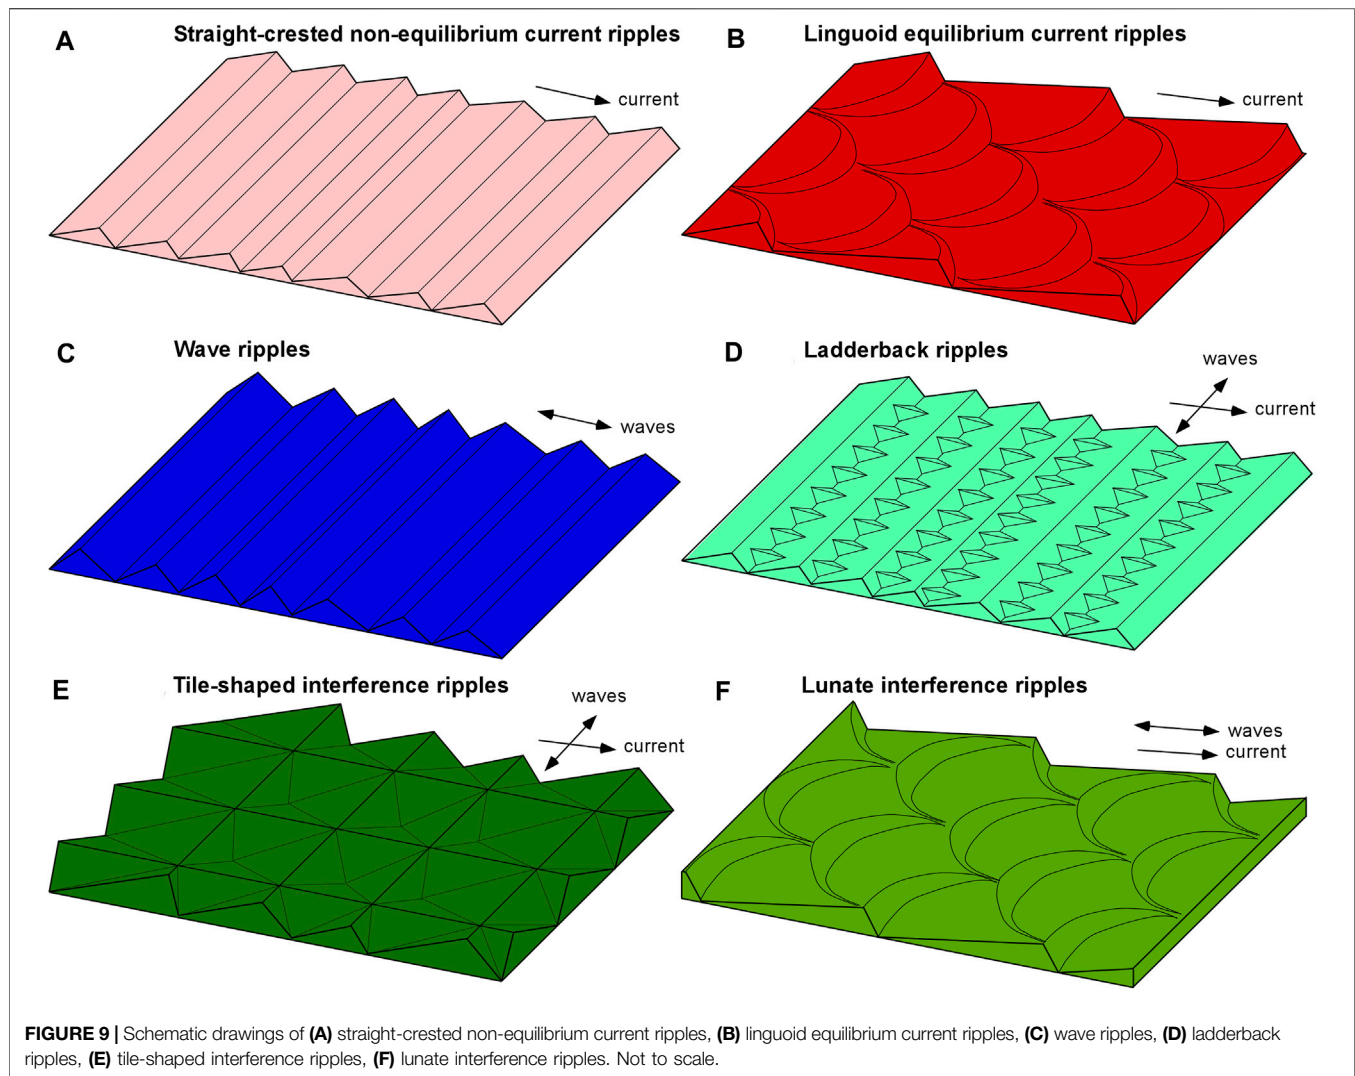 A
Straight-crested non-equilibrium current ripples
current
B
Linguoid equilibrium current ripples
current
C
Wave ripples
waves
D
Ladderback ripples
waves
current
E
Tile-shaped interference ripples
waves
current
F
Lunate interference ripples
waves
current
FIGURE 9 | Schematic drawings of (A) straight-crested non-equilibrium current ripples, (B) linguoid equilibrium current ripples, (C) wave ripples, (D) ladderback
ripples, (E) tile-shaped interference ripples, (F) lunate interference ripples. Not to scale.